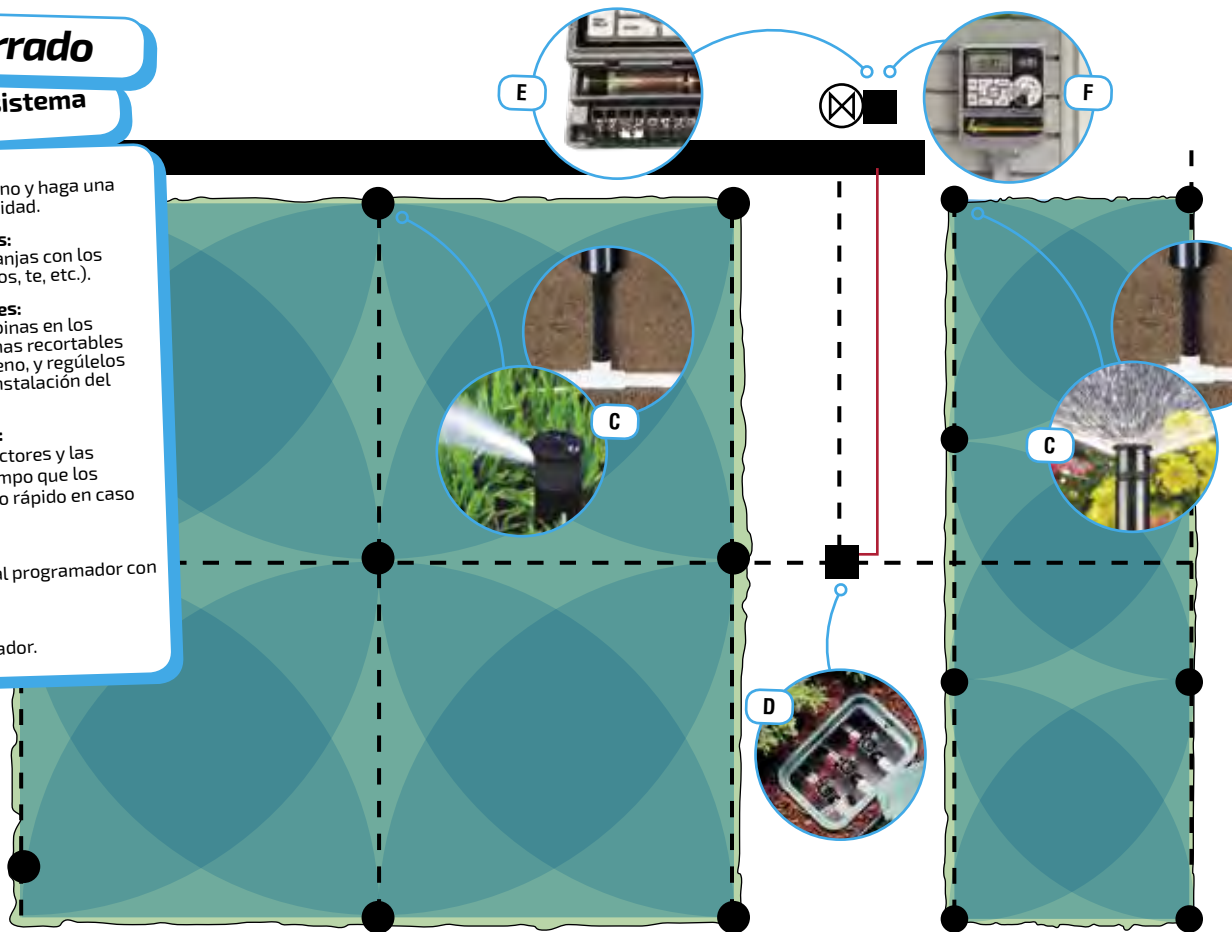 rrado
sistema
no y haga una
idad.
s:
anjas con los
os, te, etc.).
es:
binas en los
nas recortables
eno, y regúlelos
nstalación del
:
ctores y las
mpo que los
o rápido en caso
al programador con
ador.
E
F
C
C
D